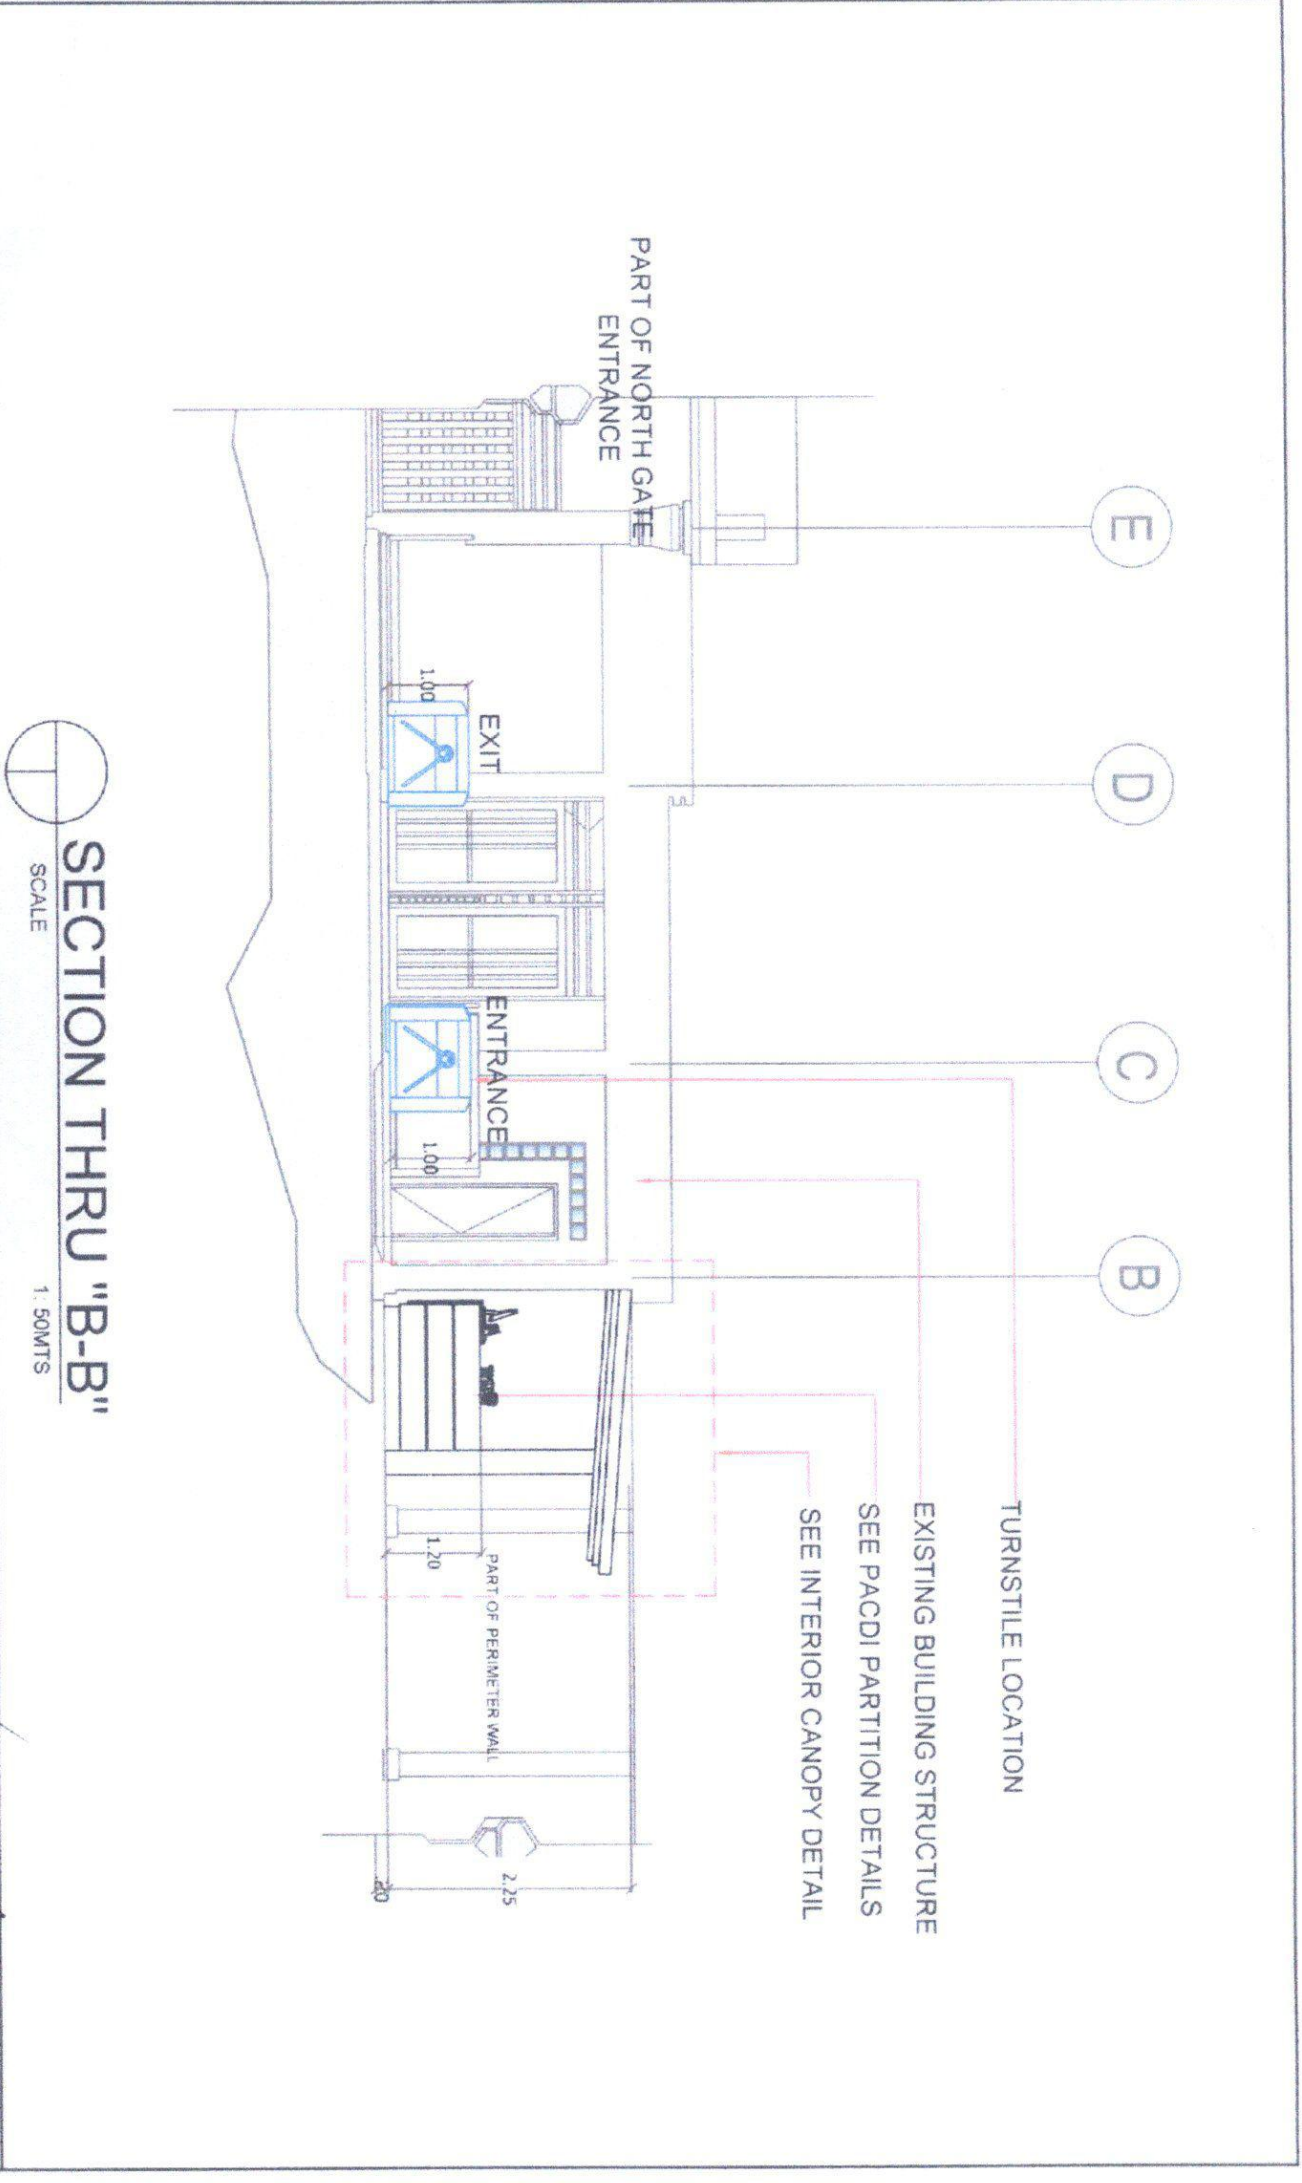 E
D
C
B
TURNSTILE LOCATION
EXISTING BUILDING STRUCTURE
SEE PACDI PARTITION DETAILS
SEE INTERIOR CANOPY DETAIL
PART OF NORTH GATE
ENTRANCE
EXIT
ENTRANCE
PART OF PERIMETER WALL
1.00
1.00
1.20
2.25
SECTION THRU "B-B"
SCALE
1: 50MTS